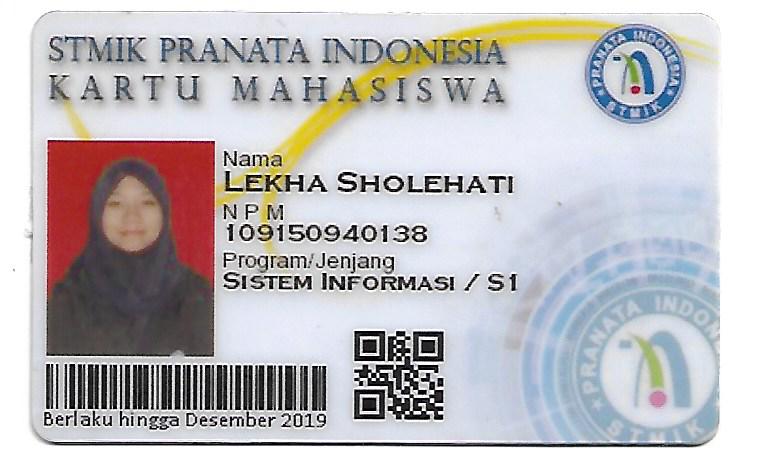 STMIK PRANATA INDONESIA
KARTU MAHASISWA
PRANATA INDONESIA
STMIK
Nama
LEKHA SHOLEHATI
NPM
109150940138
Program/Jenjang
SISTEM INFORMASI / S1
Berlaku hingga Desember 2019
PRANATA INDONESIA
STMIK